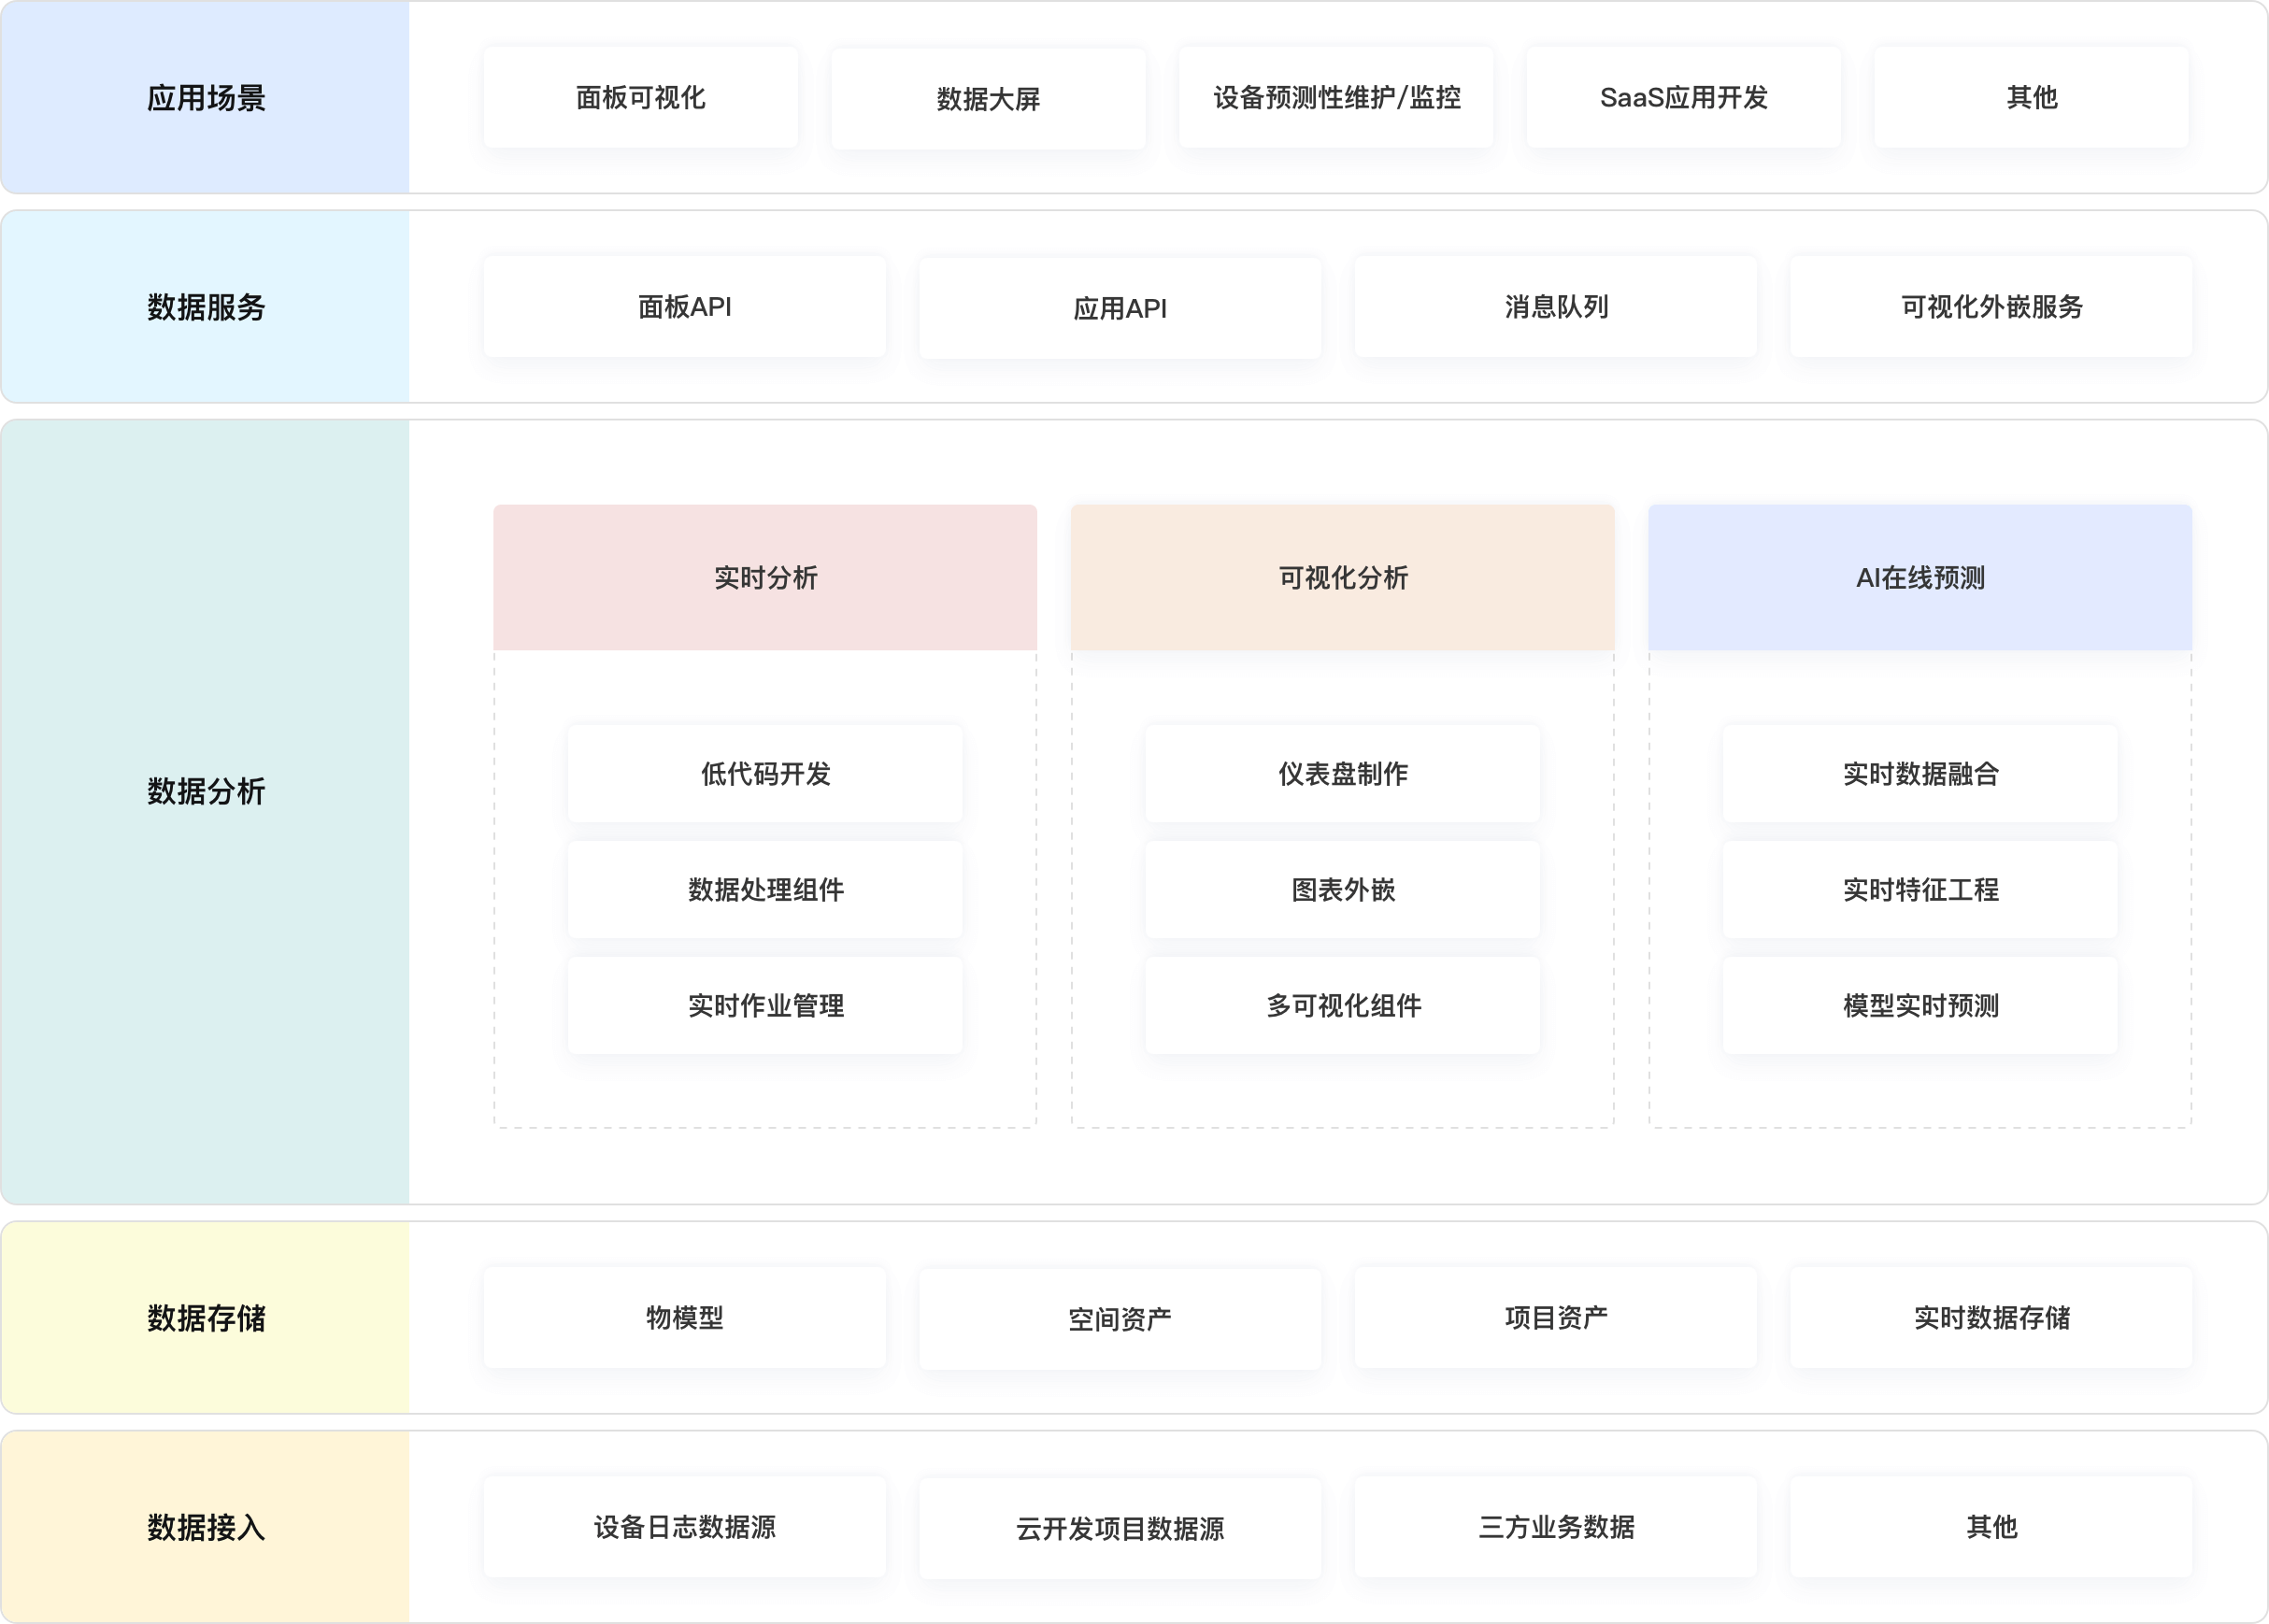 应用场景
面板可视化
数据大屏
设备预测性维护/监控
SaaS应用开发
其他
数据服务
面板API
应用API
消息队列
可视化外嵌服务
数据分析
实时分析
低代码开发
数据处理组件
实时作业管理
可视化分析
仪表盘制作
图表外嵌
多可视化组件
AI在线预测
实时数据融合
实时特征工程
模型实时预测
数据存储
物模型
空间资产
项目资产
实时数据存储
数据接入
设备日志数据源
云开发项目数据源
三方业务数据
其他